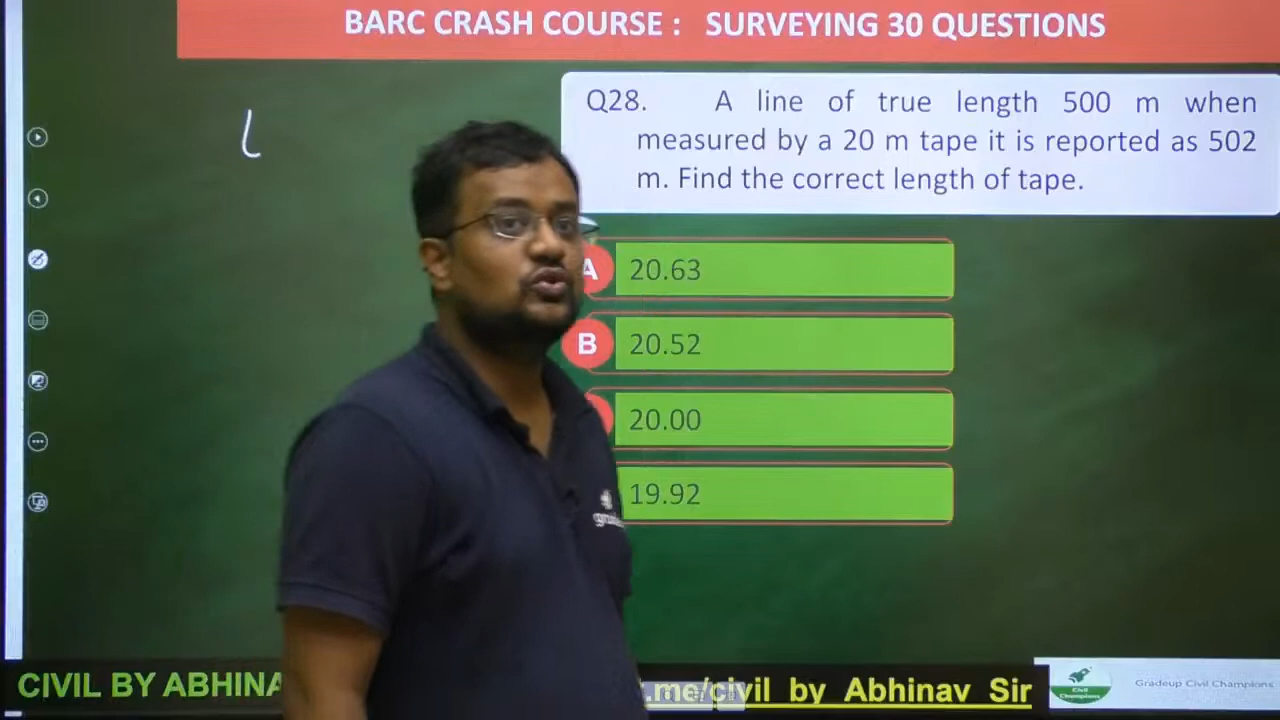 BARC CRASH COURSE : SURVEYING 30 QUESTIONS
L
Q28. A line of true length 500 m when
measured by a 20 m tape it is reported as 502
m. Find the correct length of tape.
A 20.63
B 20.52
20.00
19.92
CIVIL BY ABHINA
.me/civil by Abhinav Sir
Civil
Champions
Gradeup Civil Champions